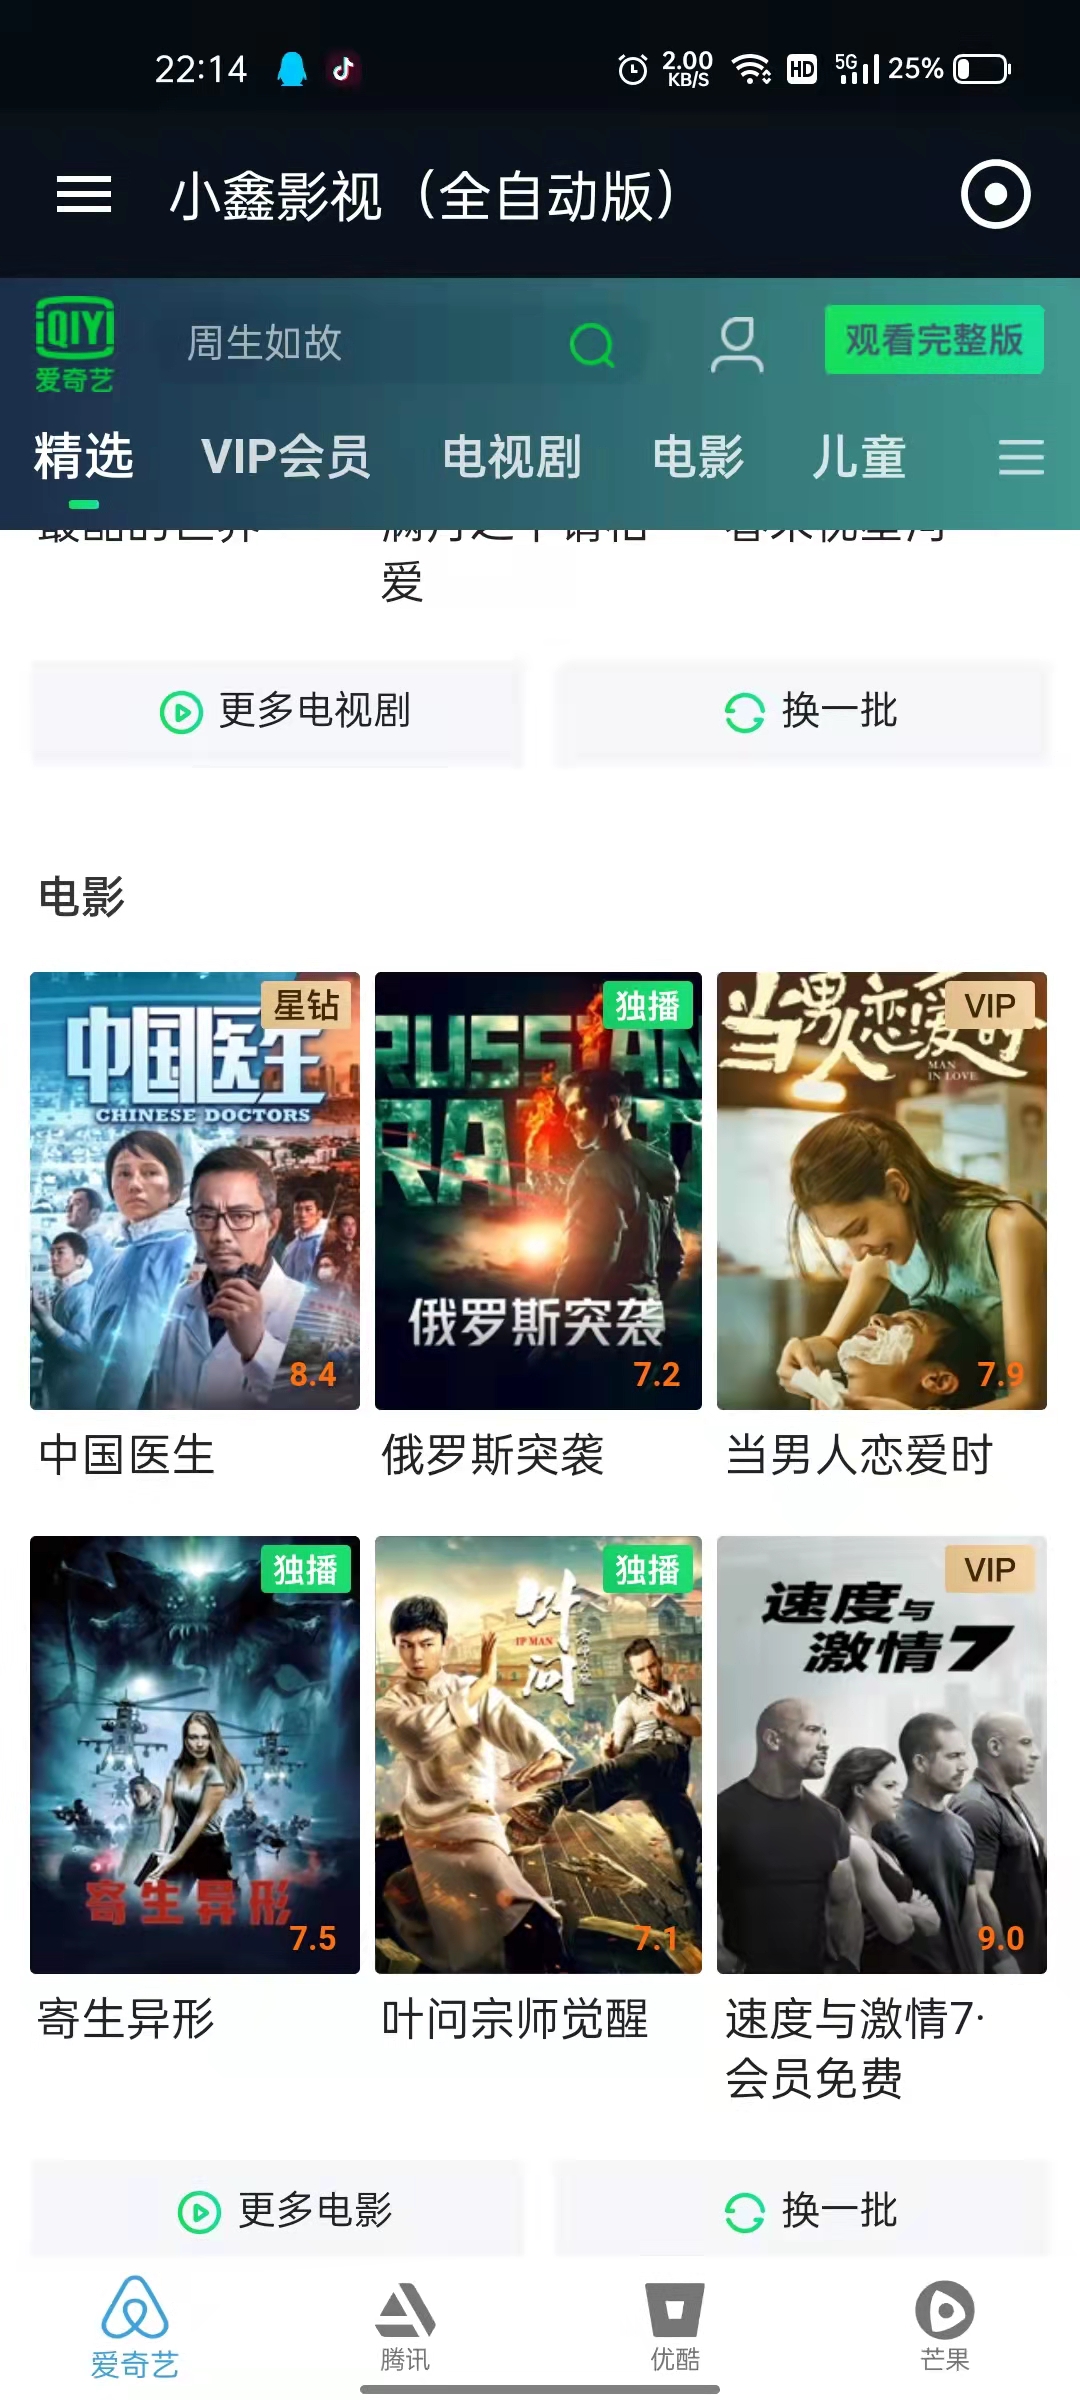 22:14
2.00
KB/S
HD
5G
25%
小鑫影视（全自动版）
iQIYI
爱奇艺
周生如故
观看完整版
精选
VIP会员
电视剧
电影
儿童
爱
更多电视剧
换一批
电影
中国医生
CHINESE DOCTORS
星钻
8.4
RUSSIAN
RAID
独播
俄罗斯突袭
7.2
当男人恋爱时
MAN
IN LOVE
VIP
7.9
中国医生
俄罗斯突袭
当男人恋爱时
独播
寄生异形
7.5
独播
叶问
IP MAN
7.1
VIP
速度与
激情7
9.0
寄生异形
叶问宗师觉醒
速度与激情7·
会员免费
更多电影
换一批
爱奇艺
腾讯
优酷
芒果